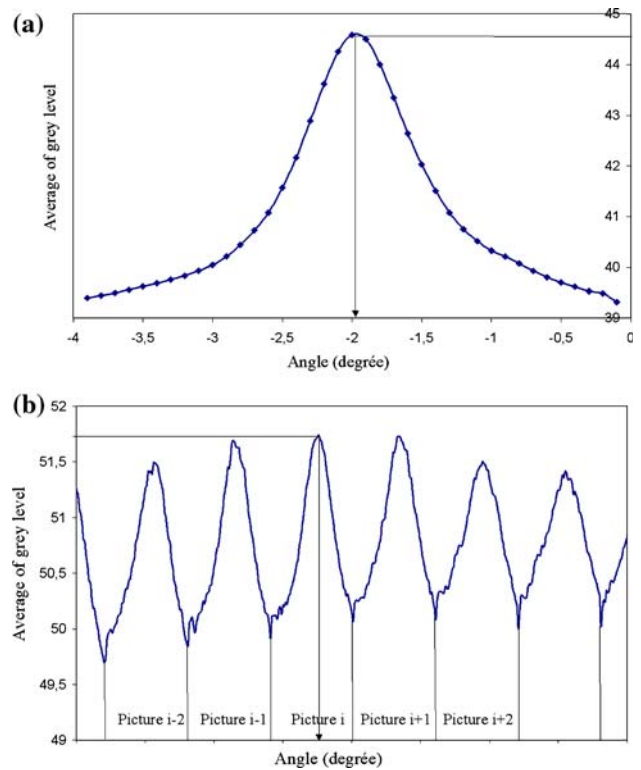 (a)
45
44
43
42
41
40
39
Average of grey level
-4 -3,5 -3 -2,5 -2 -1,5 -1 -0,5 0
Angle (degrée)
(b)
52
51,5
51
50,5
50
49,5
49
Average of grey level
Picture i-2 Picture i-1 Picture i Picture i+1 Picture i+2
Angle (degrée)